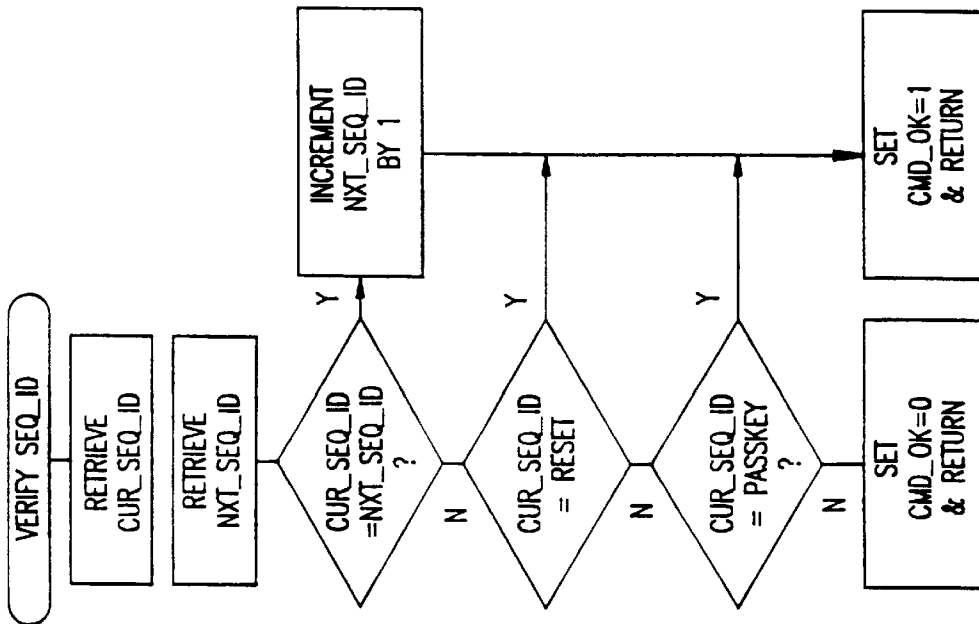 VERIFY SEQ_ID
RETRIEVE
CUR_SEQ_ID
RETRIEVE
NXT_SEQ_ID
CUR_SEQ_ID
=NXT_SEQ_ID
?
Y
INCREMENT
NXT_SEQ_ID
BY 1
N
CUR_SEQ_ID
= RESET
Y
N
CUR_SEQ_ID
= PASSKEY
?
Y
N
SET
CMD_OK=0
& RETURN
SET
CMD_OK=1
& RETURN